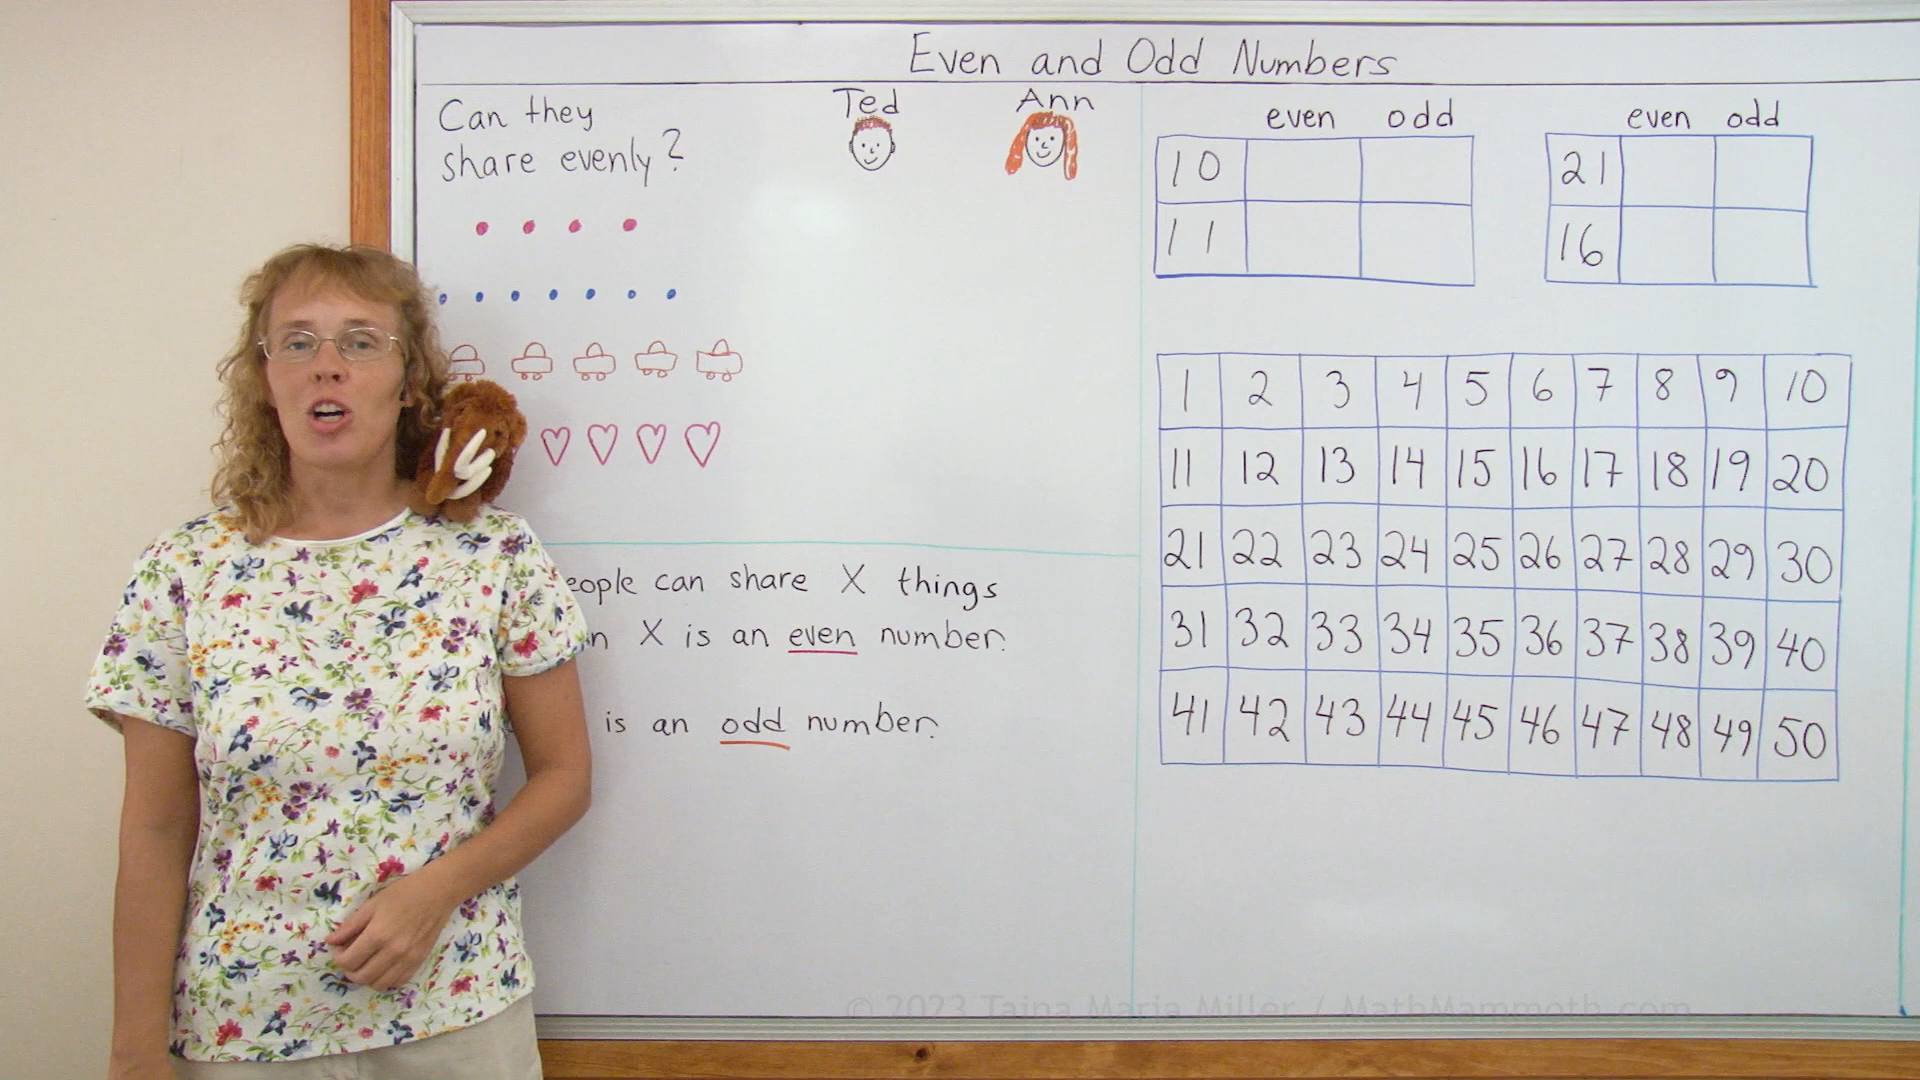 Even and Odd Numbers
Can they
share evenly?
Ted Ann
even odd
10
11
even odd
21
16
1 2 3 4 5 6 7 8 9 10
11 12 13 14 15 16 17 18 19 20
21 22 23 24 25 26 27 28 29 30
31 32 33 34 35 36 37 38 39 40
41 42 43 44 45 46 47 48 49 50
can share X things
X is an even number.
is an odd number.
© 2023 Taina Maria Miller / MathMammoth.com